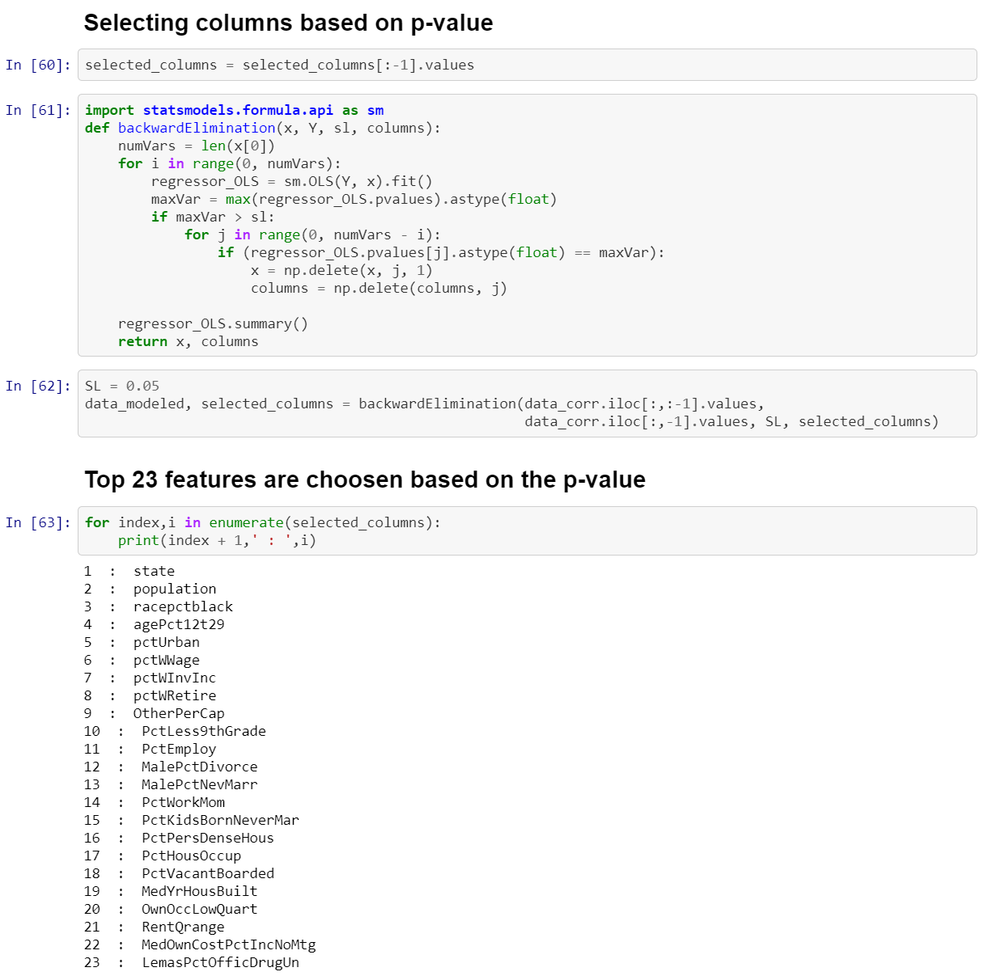 Selecting columns based on p-value
In [60]: selected_columns = selected_columns[:-1].values
In [61]: import statsmodels.formula.api as sm
def backwardElimination(x, Y, sl, columns):
    numVars = len(x[0])
    for i in range(0, numVars):
        regressor_OLS = sm.OLS(Y, x).fit()
        maxVar = max(regressor_OLS.pvalues).astype(float)
        if maxVar > sl:
            for j in range(0, numVars - i):
                if (regressor_OLS.pvalues[j].astype(float) == maxVar):
                    x = np.delete(x, j, 1)
                    columns = np.delete(columns, j)
    regressor_OLS.summary()
    return x, columns
In [62]: SL = 0.05
data_modeled, selected_columns = backwardElimination(data_corr.iloc[:,:-1].values,
                                                     data_corr.iloc[:,-1].values, SL, selected_columns)
Top 23 features are choosen based on the p-value
In [63]: for index,i in enumerate(selected_columns):
    print(index + 1,' : ',i)
1  :  state
2  :  population
3  :  racepctblack
4  :  agePct12t29
5  :  pctUrban
6  :  pctWWage
7  :  pctWInvInc
8  :  pctWRetire
9  :  OtherPerCap
10  :  PctLess9thGrade
11  :  PctEmploy
12  :  MalePctDivorce
13  :  MalePctNevMarr
14  :  PctWorkMom
15  :  PctKidsBornNeverMar
16  :  PctPersDenseHous
17  :  PctHousOccup
18  :  PctVacantBoarded
19  :  MedYrHousBuilt
20  :  OwnOccLowQuart
21  :  RentQrange
22  :  MedOwnCostPctIncNoMtg
23  :  LemasPctOfficDrugUn